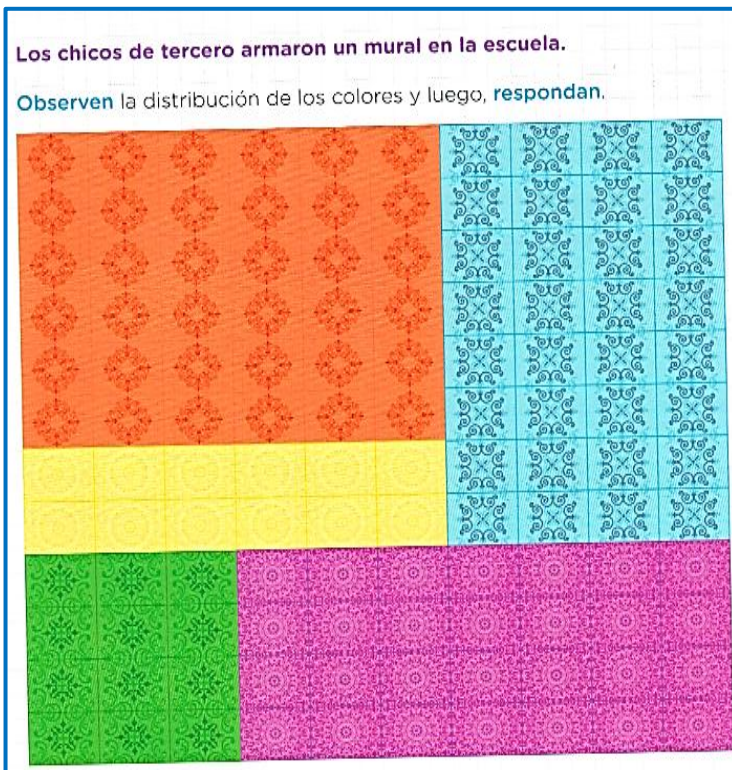 Los chicos de tercero armaron un mural en la escuela.
Observen la distribución de los colores y luego, respondan.